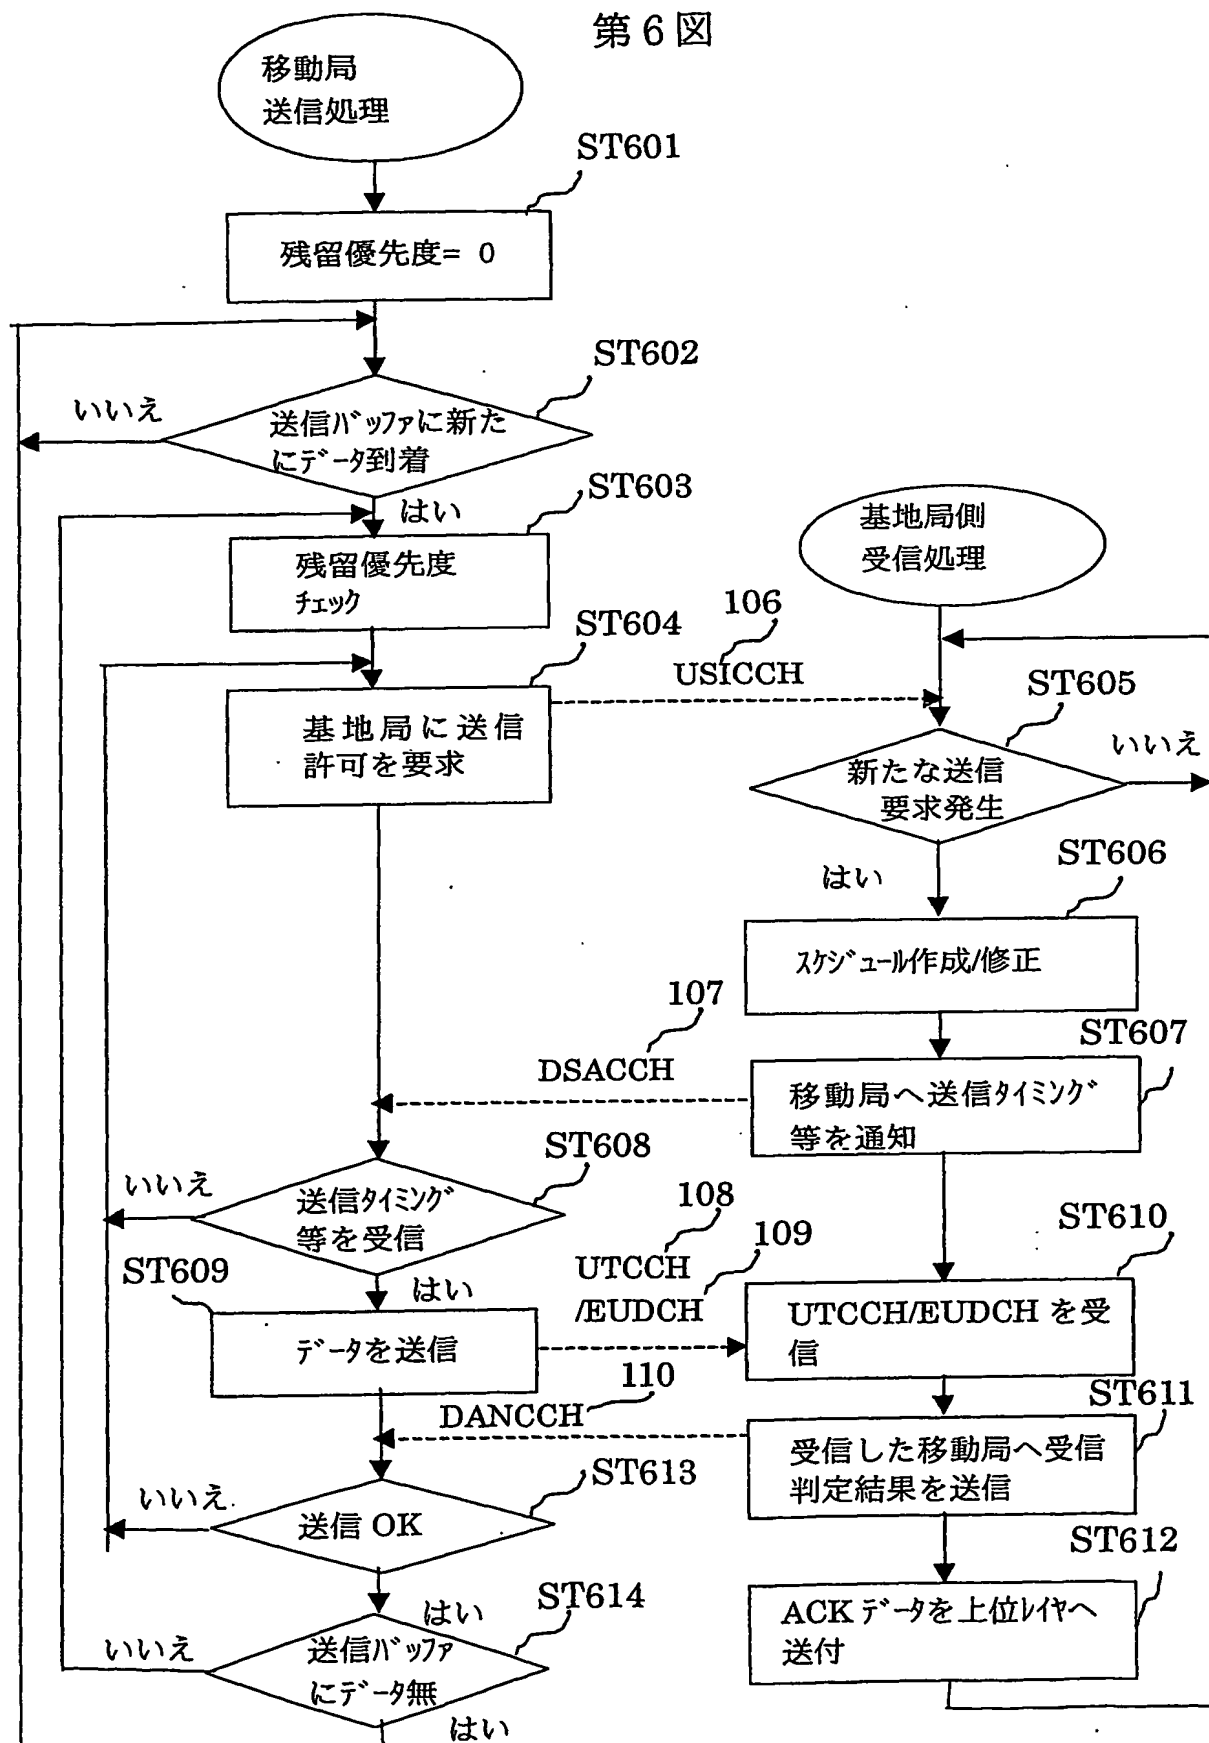 第6図
移動局
送信処理
ST601
残留優先度= 0
ST602
いいえ
送信バッファに新た
にデータ到着
ST603
はい
残留優先度
チェック
基地局側
受信処理
106
ST604
USICCH
基地局に送信
許可を要求
ST605
いいえ
新たな送信
要求発生
はい
ST606
スケジュール作成/修正
107
DSACCH
ST607
移動局へ送信タイミング
等を通知
ST608
いいえ
送信タイミング
等を受信
108
UTCCH
109
/EUDCH
ST610
ST609
はい
データを送信
UTCCH/EUDCH を受
信
110
DANCCH
ST611
受信した移動局へ受信
判定結果を送信
ST613
いいえ
送信 OK
ST612
ACK データを上位レイヤへ
送付
ST614
はい
いいえ
送信バッファ
にデータ無
はい